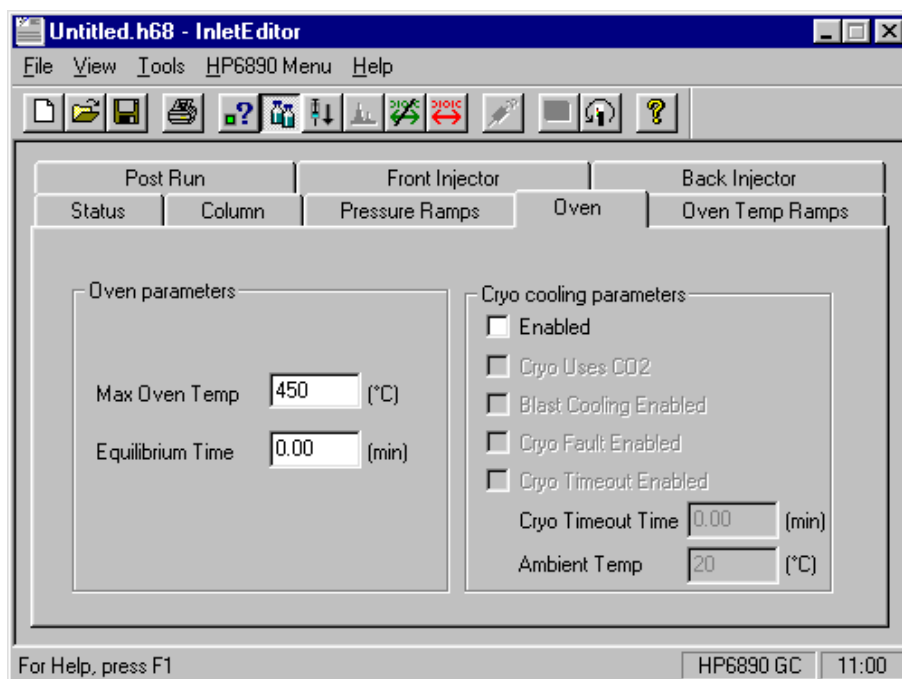 Untitled.h68 - InletEditor
File View Tools HP6890 Menu Help
Post Run Front Injector Back Injector
Status Column Pressure Ramps Oven Oven Temp Ramps
Oven parameters
Max Oven Temp 450 (°C)
Equilibrium Time 0.00 (min)
Cryo cooling parameters
Enabled
Cryo Uses CO2
Blast Cooling Enabled
Cryo Fault Enabled
Cryo Timeout Enabled
Cryo Timeout Time 0.00 (min)
Ambient Temp 20 (°C)
For Help, press F1 HP6890 GC 11:00